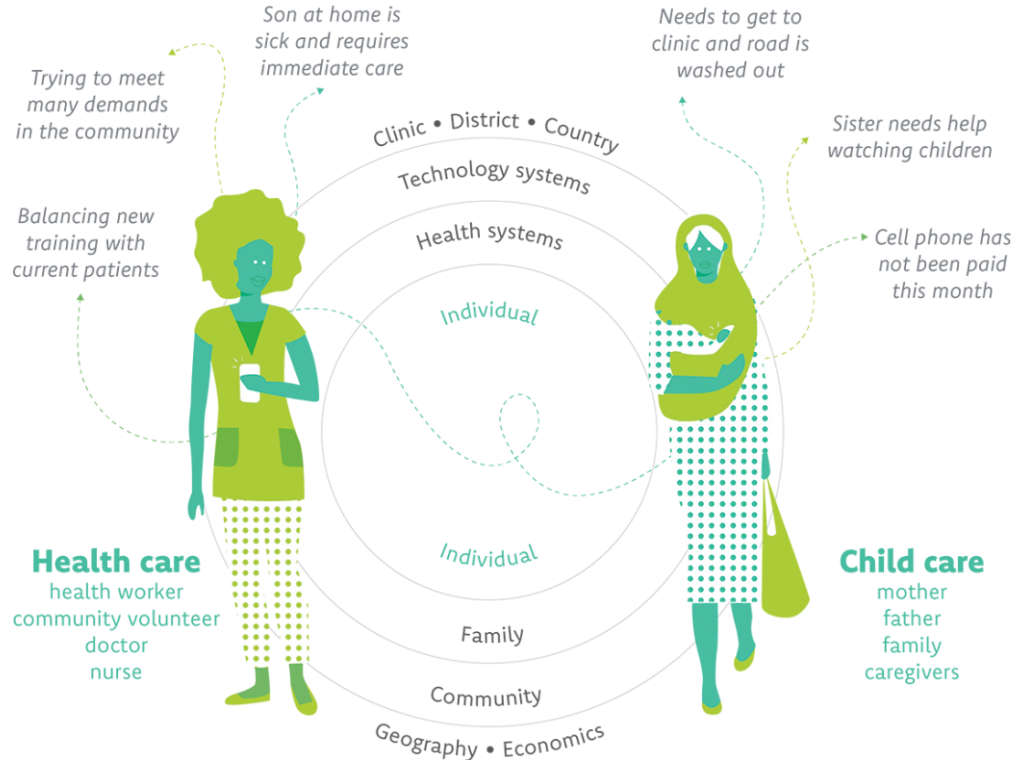 Son at home is
sick and requires
immediate care
Needs to get to
clinic and road is
washed out
Trying to meet
many demands
in the community
Sister needs help
watching children
Balancing new
training with
current patients
Cell phone has
not been paid
this month
Clinic • District • Country
Technology systems
Health systems
Individual
Individual
Family
Community
Geography • Economics
Health care
health worker
community volunteer
doctor
nurse
Child care
mother
father
family
caregivers